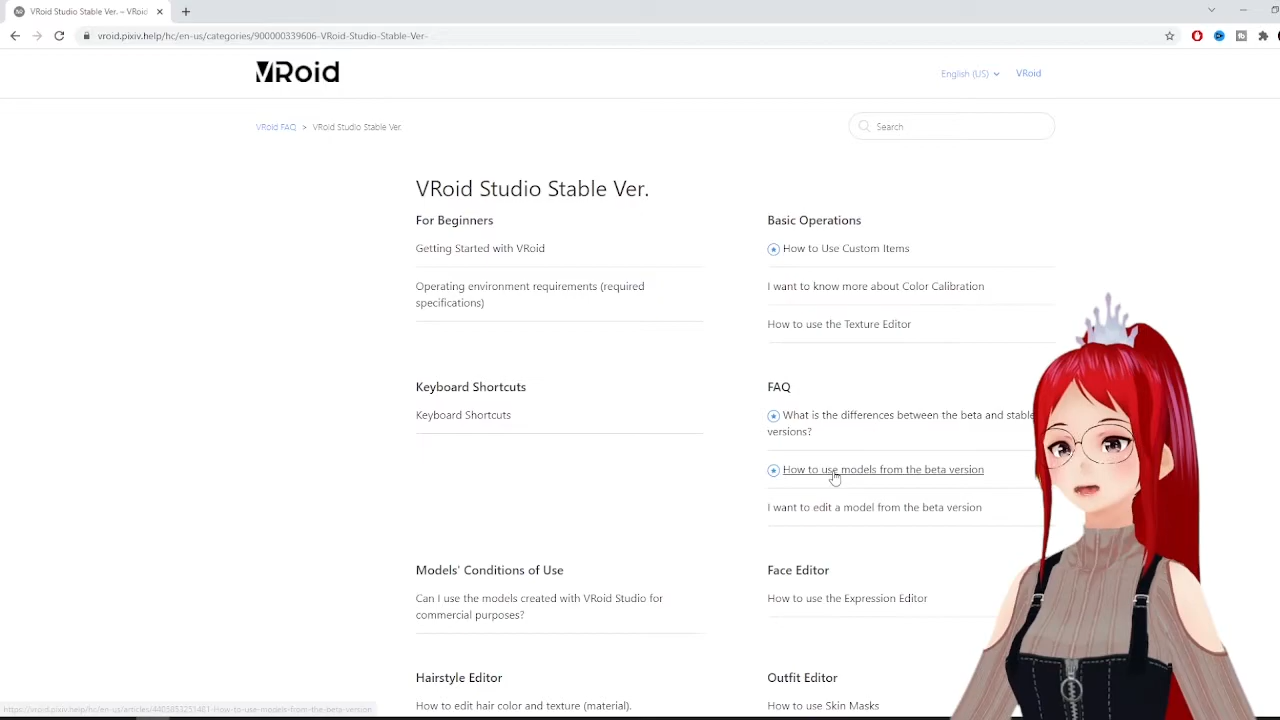 VRoid Studio Stable Ver. – VRoid
vroid.pixiv.help/hc/en-us/categories/900000339606-VRoid-Studio-Stable-Ver-
VRoid
English (US)
VRoid
VRoid FAQ > VRoid Studio Stable Ver.
Search
VRoid Studio Stable Ver.
For Beginners
Getting Started with VRoid
Operating environment requirements (required
specifications)
Basic Operations
How to Use Custom Items
I want to know more about Color Calibration
How to use the Texture Editor
Keyboard Shortcuts
Keyboard Shortcuts
FAQ
What is the differences between the beta and stable
versions?
How to use models from the beta version
I want to edit a model from the beta version
Models' Conditions of Use
Can I use the models created with VRoid Studio for
commercial purposes?
Face Editor
How to use the Expression Editor
Hairstyle Editor
How to edit hair color and texture (material).
Outfit Editor
How to use Skin Masks